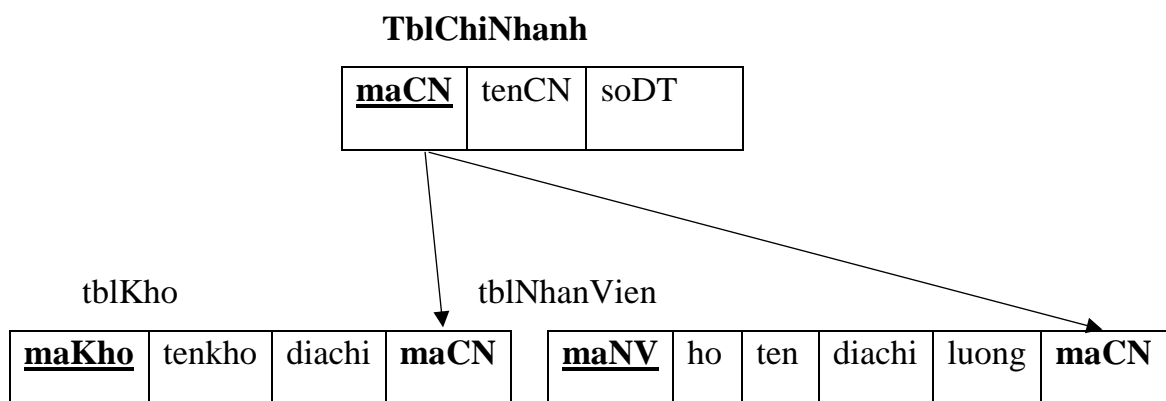 TblChiNhanh
maCN tenCN soDT
tblKho tblNhanVien
maKho tenkho diachi maCN maNV ho ten diachi luong maCN